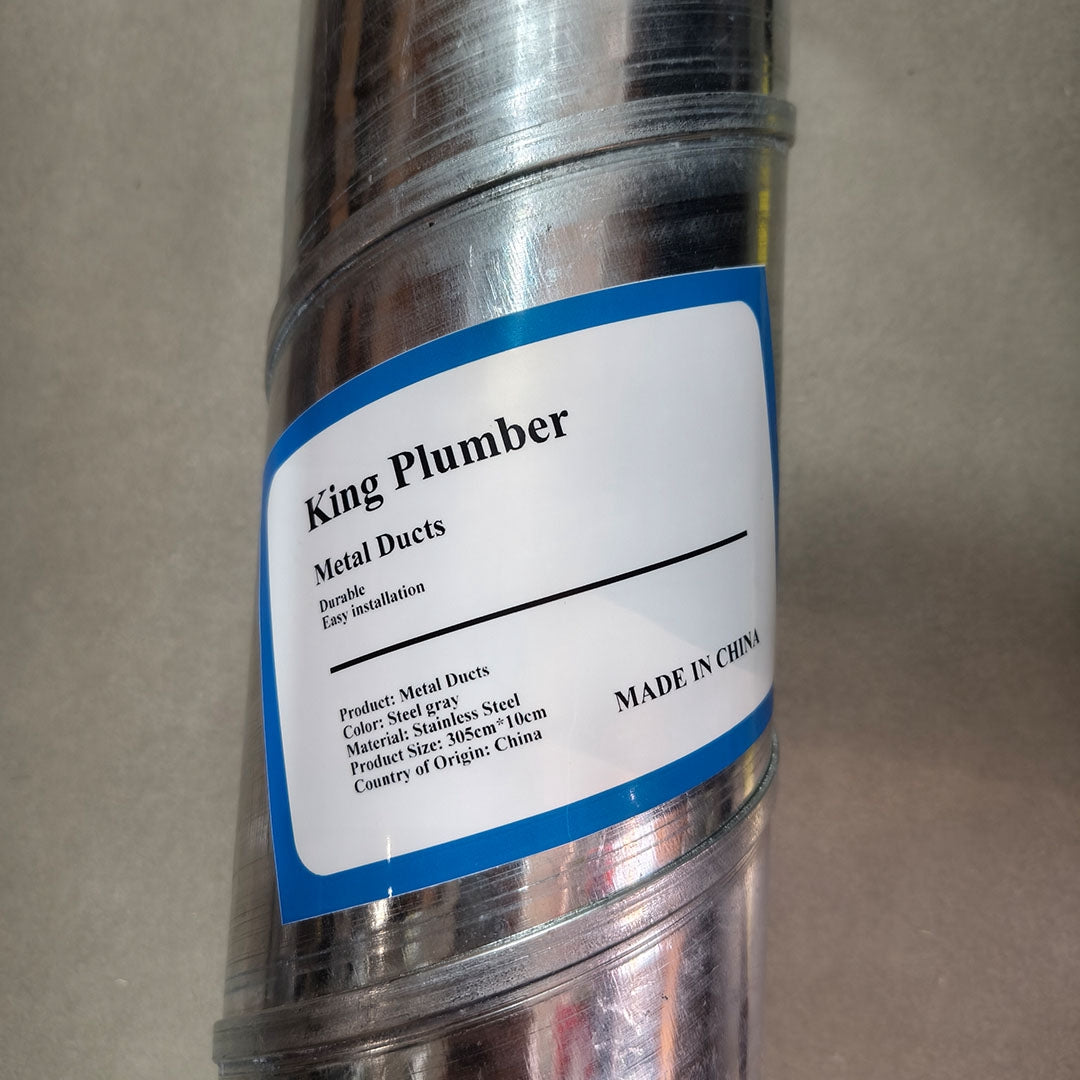 King Plumber
Metal Ducts
Durable
Easy installation
Product: Metal Ducts
Color: Steel gray
Material: Stainless Steel
Product Size: 305cm*10cm
Country of Origin: China
MADE IN CHINA